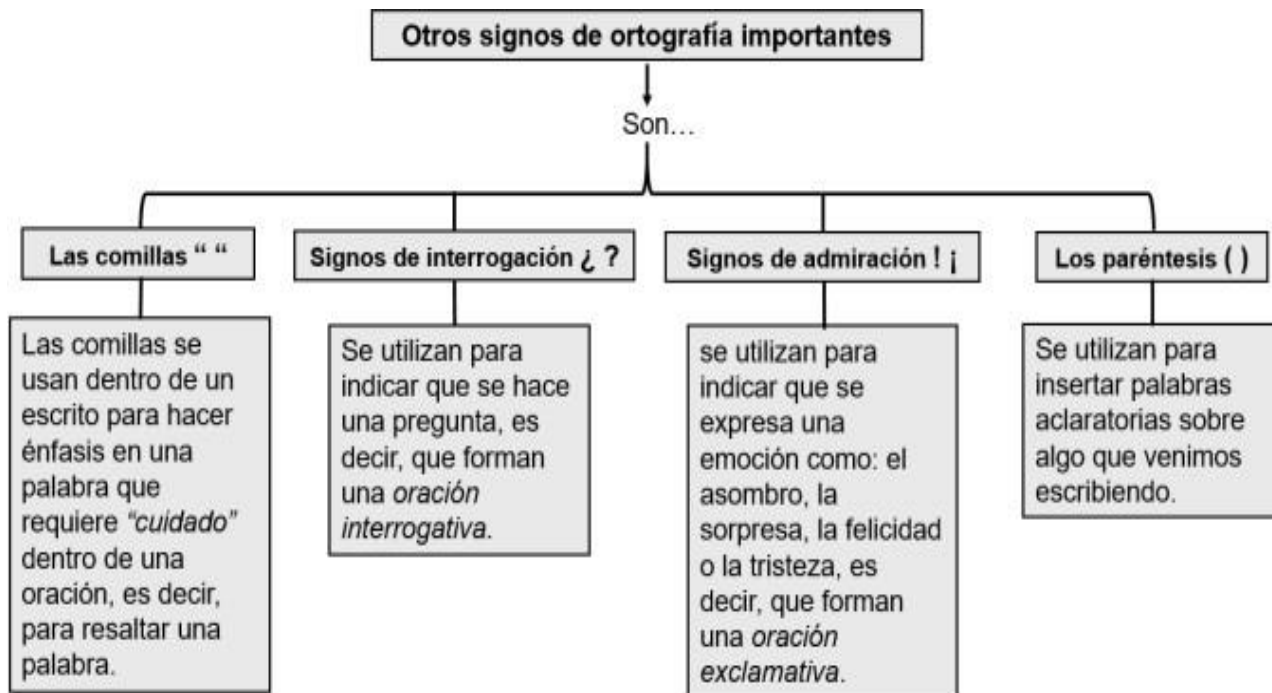 Otros signos de ortografía importantes
Son...
Las comillas “ “
Las comillas se
usan dentro de un
escrito para hacer
énfasis en una
palabra que
requiere “cuidado”
dentro de una
oración, es decir,
para resaltar una
palabra.
Signos de interrogación ¿ ?
Se utilizan para
indicar que se hace
una pregunta, es
decir, que forman
una oración
interrogativa.
Signos de admiración ! ¡
se utilizan para
indicar que se
expresa una
emoción como: el
asombro, la
sorpresa, la felicidad
o la tristeza, es
decir, que forman
una oración
exclamativa.
Los paréntesis ( )
Se utilizan para
insertar palabras
aclaratorias sobre
algo que venimos
escribiendo.